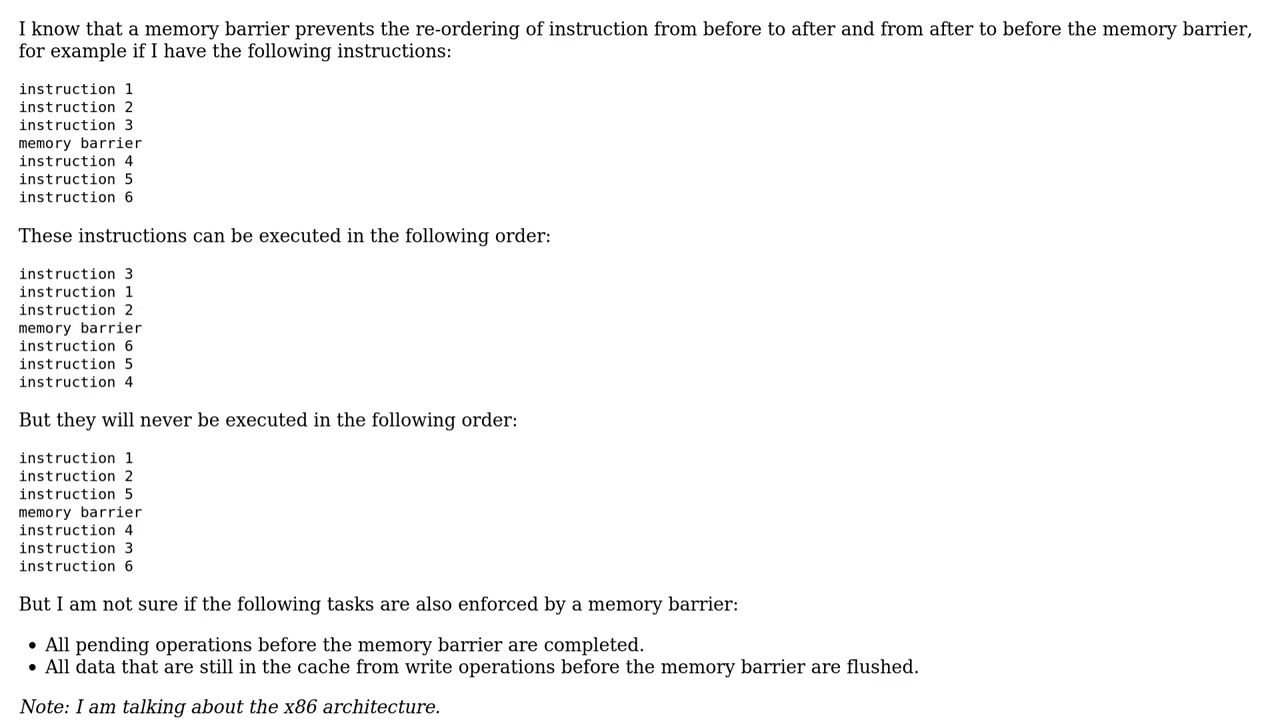 I know that a memory barrier prevents the re-ordering of instruction from before to after and from after to before the memory barrier,
for example if I have the following instructions:
instruction 1
instruction 2
instruction 3
memory barrier
instruction 4
instruction 5
instruction 6
These instructions can be executed in the following order:
instruction 3
instruction 1
instruction 2
memory barrier
instruction 6
instruction 5
instruction 4
But they will never be executed in the following order:
instruction 1
instruction 2
instruction 5
memory barrier
instruction 4
instruction 3
instruction 6
But I am not sure if the following tasks are also enforced by a memory barrier:
• All pending operations before the memory barrier are completed.
• All data that are still in the cache from write operations before the memory barrier are flushed.
Note: I am talking about the x86 architecture.